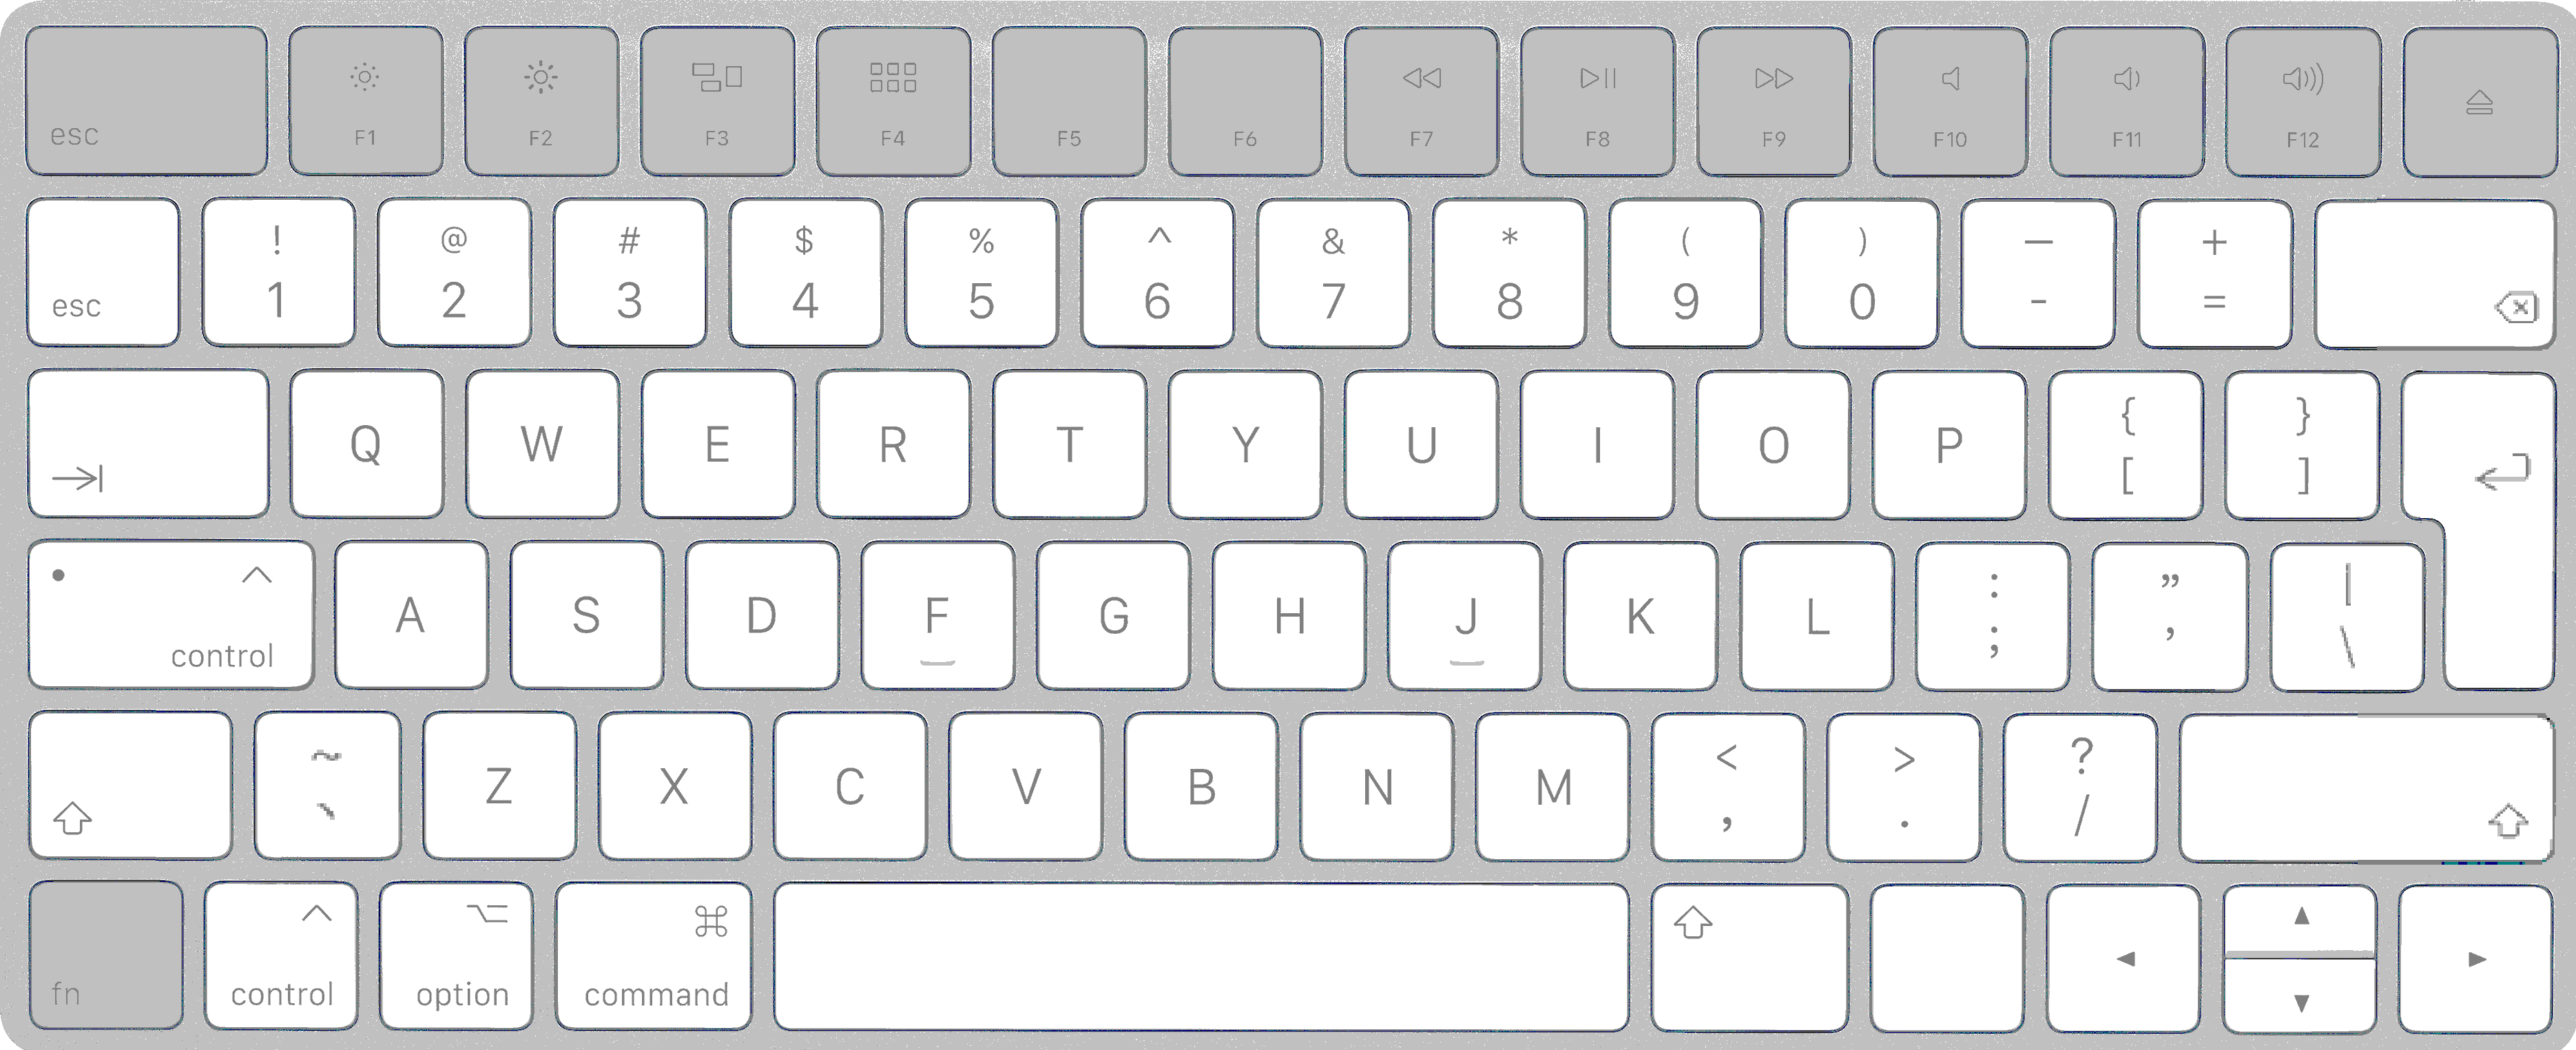 esc F1 F2 F3 F4 F5 F6 F7 F8 F9 F10 F11 F12
! @ # $ % ^ & * ( ) — +
esc 1 2 3 4 5 6 7 8 9 0 - =
Q W E R T Y U I O P { }
[ ]
• ^ : ” |
control A S D F G H J K L ; ’ \
~ < > ?
` Z X C V B N M , . /
^ ⌥ ⌘
fn control option command